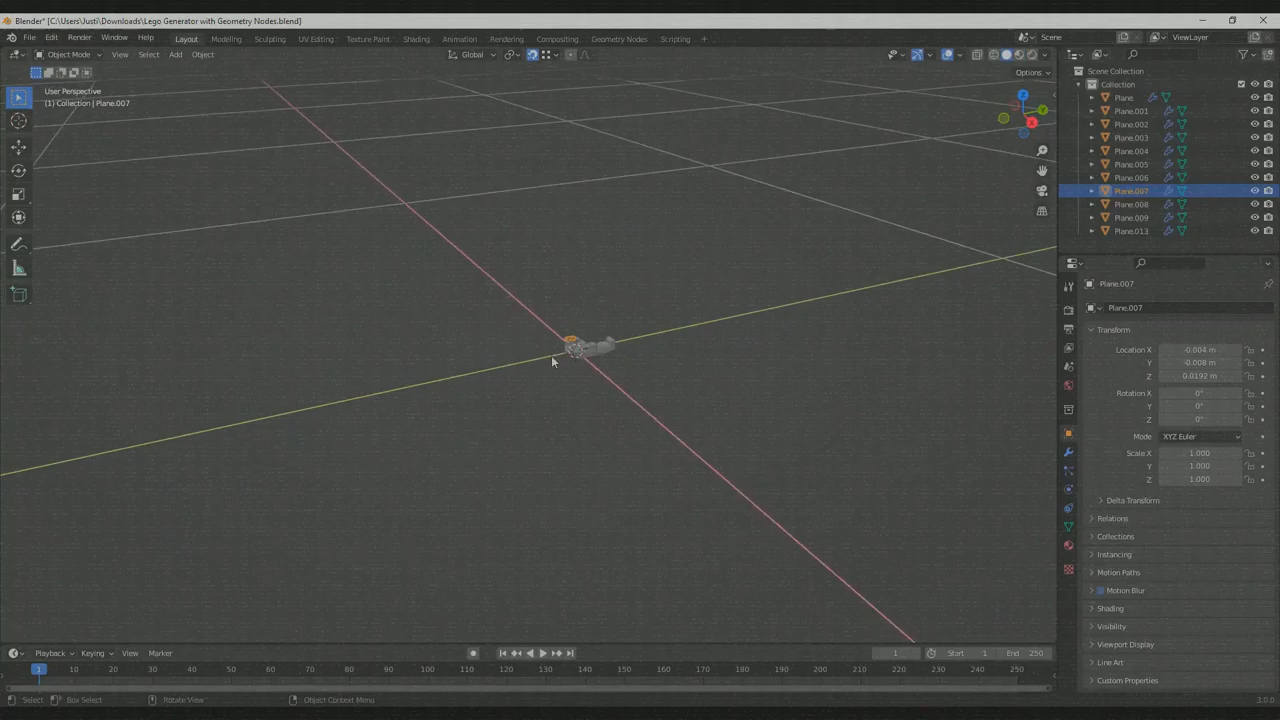 Blender* [C:\Users\Justi\Downloads\Lego Generator with Geometry Nodes.blend]
File Edit Render Window Help Layout Modeling Sculpting UV Editing Texture Paint Shading Animation Rendering Compositing Geometry Nodes Scripting + Scene ViewLayer
Object Mode View Select Add Object Global
Options
User Perspective
(1) Collection | Plane.007
Z
Y
X
Scene Collection
Collection
Plane
Plane.001
Plane.002
Plane.003
Plane.004
Plane.005
Plane.006
Plane.007
Plane.008
Plane.009
Plane.013
Plane.007
Plane.007
Transform
Location X -0.004 m
Y -0.008 m
Z 0.0192 m
Rotation X 0°
Y 0°
Z 0°
Mode XYZ Euler
Scale X 1.000
Y 1.000
Z 1.000
Delta Transform
Relations
Collections
Instancing
Motion Paths
Motion Blur
Shading
Visibility
Viewport Display
Line Art
Custom Properties
Playback Keying View Marker 1 Start 1 End 250
1 10 20 30 40 50 60 70 80 90 100 110 120 130 140 150 160 170 180 190 200 210 220 230 240 250
Select Box Select Rotate View Object Context Menu 3.0.0